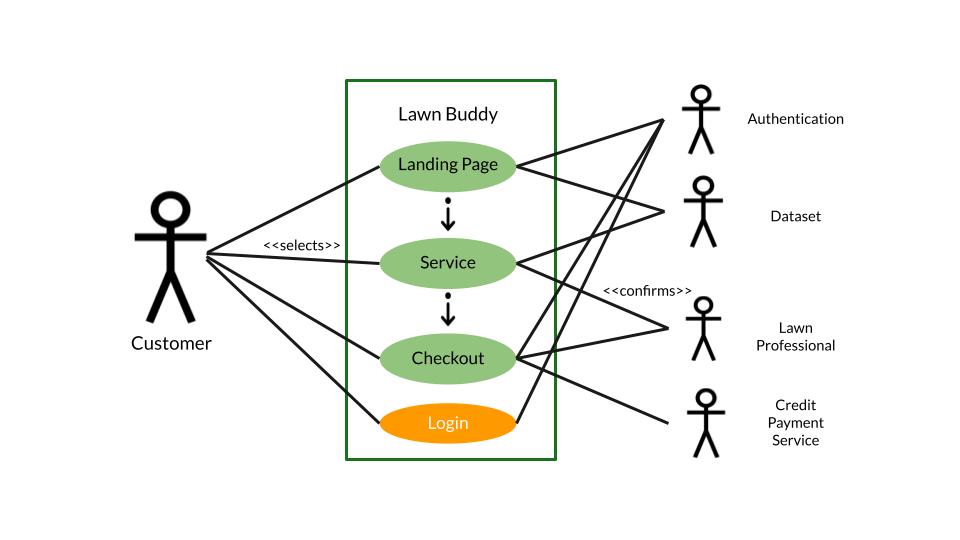 Lawn Buddy
Landing Page
Authentication
Dataset
<<selects>>
Service
<<confirms>>
Customer
Lawn
Professional
Checkout
Login
Credit
Payment
Service